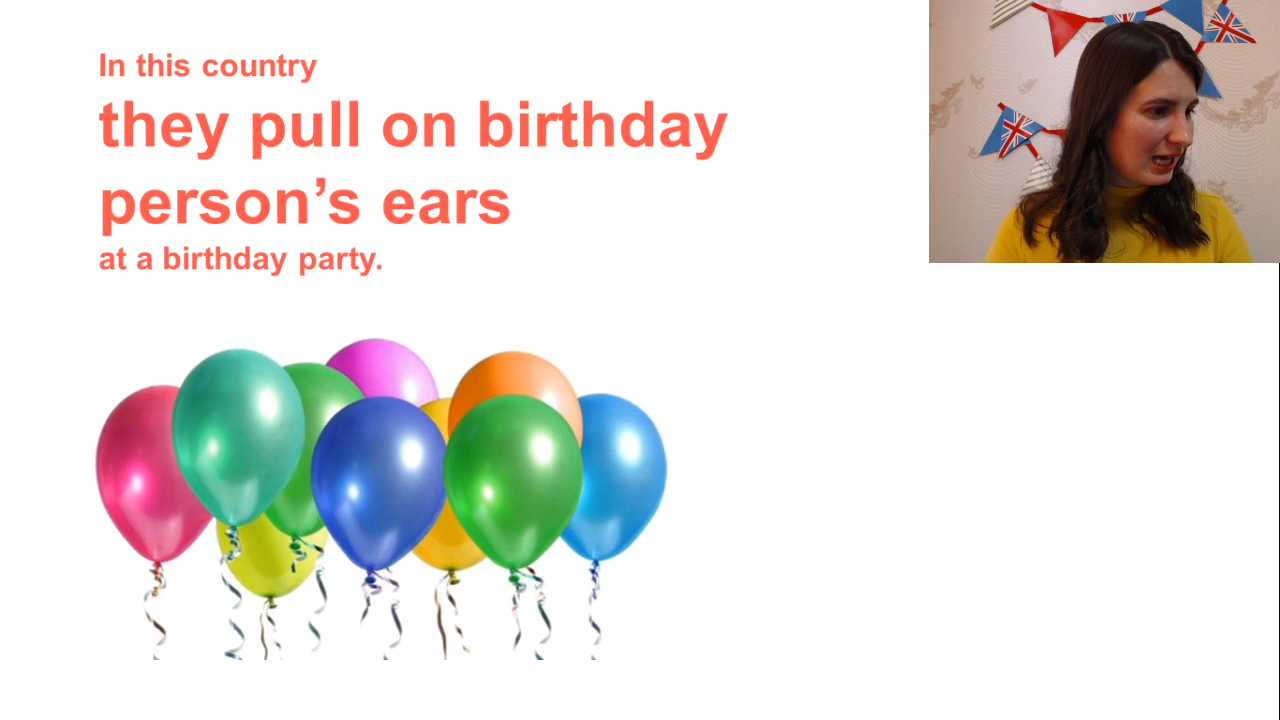 In this country
they pull on birthday
person’s ears
at a birthday party.